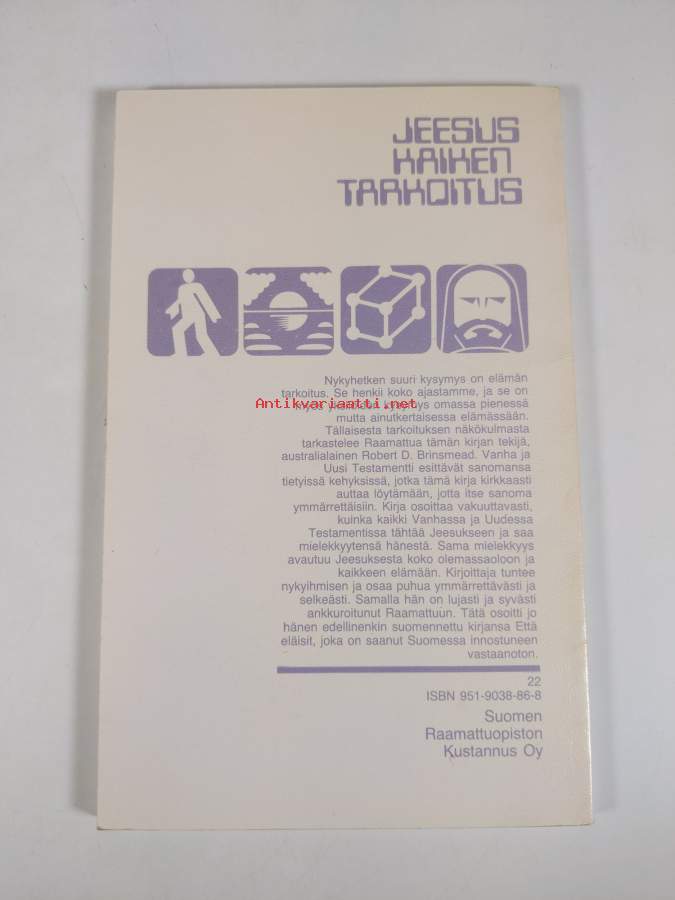 JEESUS
KAIKEN
TARKOITUS
Nykyhetken suuri kysymys on elämän
tarkoitus. Se henkii koko ajastamme, ja se on
Antikvariaatti.net
myös yksilön kysymys omassa pienessä
mutta ainutkertaisessa elämässään.
Tällaisesta tarkoituksen näkökulmasta
tarkastelee Raamattua tämän kirjan tekijä,
australialainen Robert D. Brinsmead. Vanha ja
Uusi Testamentti esittävät sanomansa
tietyissä kehyksissä, jotka tämä kirja kirkkaasti
auttaa löytämään, jotta itse sanoma
ymmärrettäisiin. Kirja osoittaa vakuuttavasti,
kuinka kaikki Vanhassa ja Uudessa
Testamentissa tähtää Jeesukseen ja saa
mielekkyytensä hänestä. Sama mielekkyys
avautuu Jeesuksesta koko olemassaoloon ja
kaikkeen elämään. Kirjoittaja tuntee
nykyihmisen ja osaa puhua ymmärrettävästi ja
selkeästi. Samalla hän on lujasti ja syvästi
ankkuroitunut Raamattuun. Tätä osoitti jo
hänen edellinenkin suomennettu kirjansa Että
eläisit, joka on saanut Suomessa innostuneen
vastaanoton.
22
ISBN 951-9038-86-8
Suomen
Raamattuopiston
Kustannus Oy